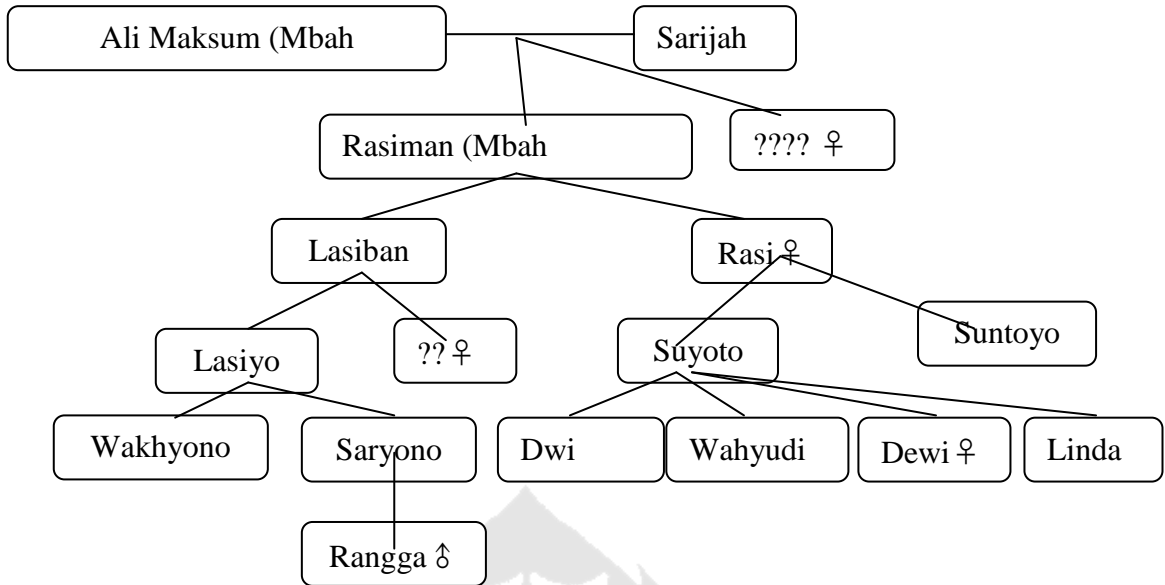 Ali Maksum (Mbah
Sarijah
Rasiman (Mbah
???? ♀
Lasiban
Rasi ♀
Lasiyo
?? ♀
Suyoto
Suntoyo
Wakhyono
Saryono
Dwi
Wahyudi
Dewi ♀
Linda
Rangga ♂